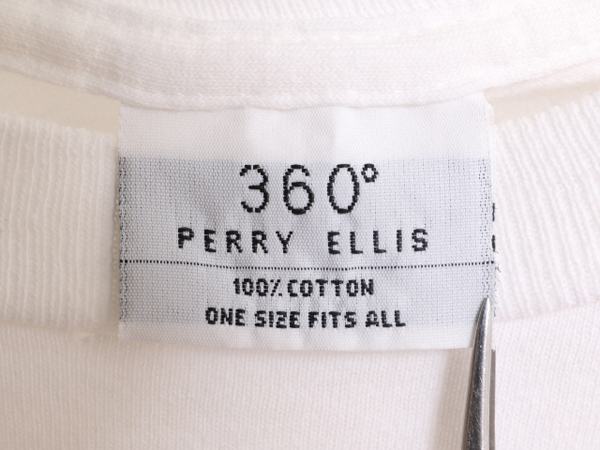 360°
PERRY ELLIS
100% COTTON
ONE SIZE FITS ALL